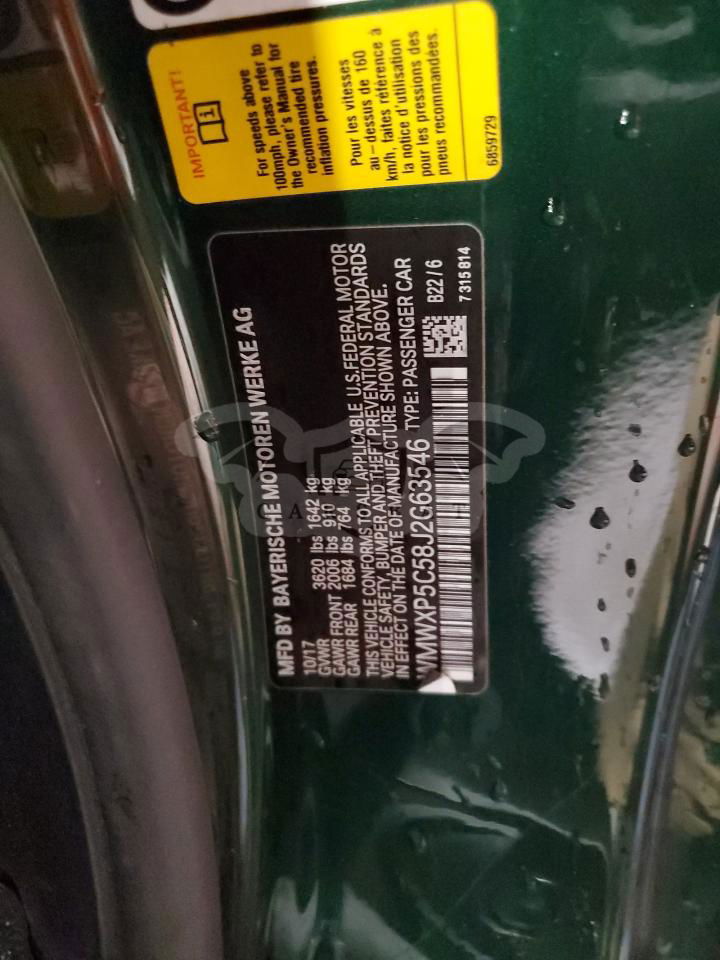 IMPORTANT!
For speeds above
100mph, please refer to
the Owner's Manual for
the recommended tire
inflation pressures.
Pour les vitesses
au - dessus de 160
km/h, faites référence à
la notice d'utilisation
pour les pressions des
pneus recommandées.
6859729
MFD BY BAYERISCHE MOTOREN WERKE AG
10/17
GVWR 3620 lbs 1642 kg
GAWR FRONT 2006 lbs 910 kg
GAWR REAR 1684 lbs 764 kg
THIS VEHICLE CONFORMS TO ALL APPLICABLE U.S.FEDERAL MOTOR
VEHICLE SAFETY, BUMPER AND THEFT PREVENTION STANDARDS
IN EFFECT ON THE DATE OF MANUFACTURE SHOWN ABOVE.
WMWXP5C58J2G63546 TYPE: PASSENGER CAR
B22/6
7315814